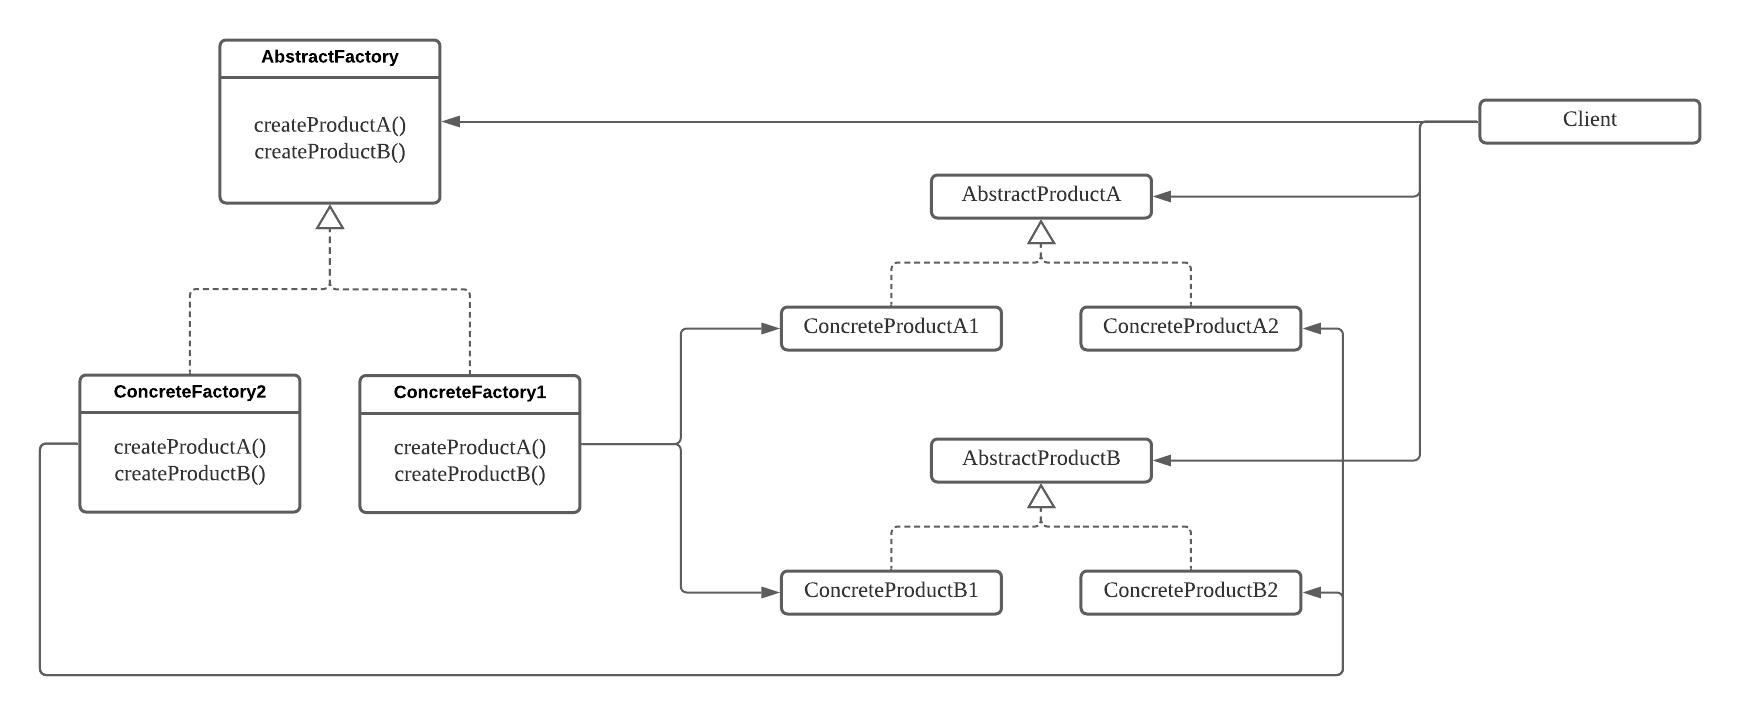 AbstractFactory
createProductA()
createProductB()
Client
AbstractProductA
ConcreteProductA1
ConcreteProductA2
ConcreteFactory2
createProductA()
createProductB()
ConcreteFactory1
createProductA()
createProductB()
AbstractProductB
ConcreteProductB1
ConcreteProductB2